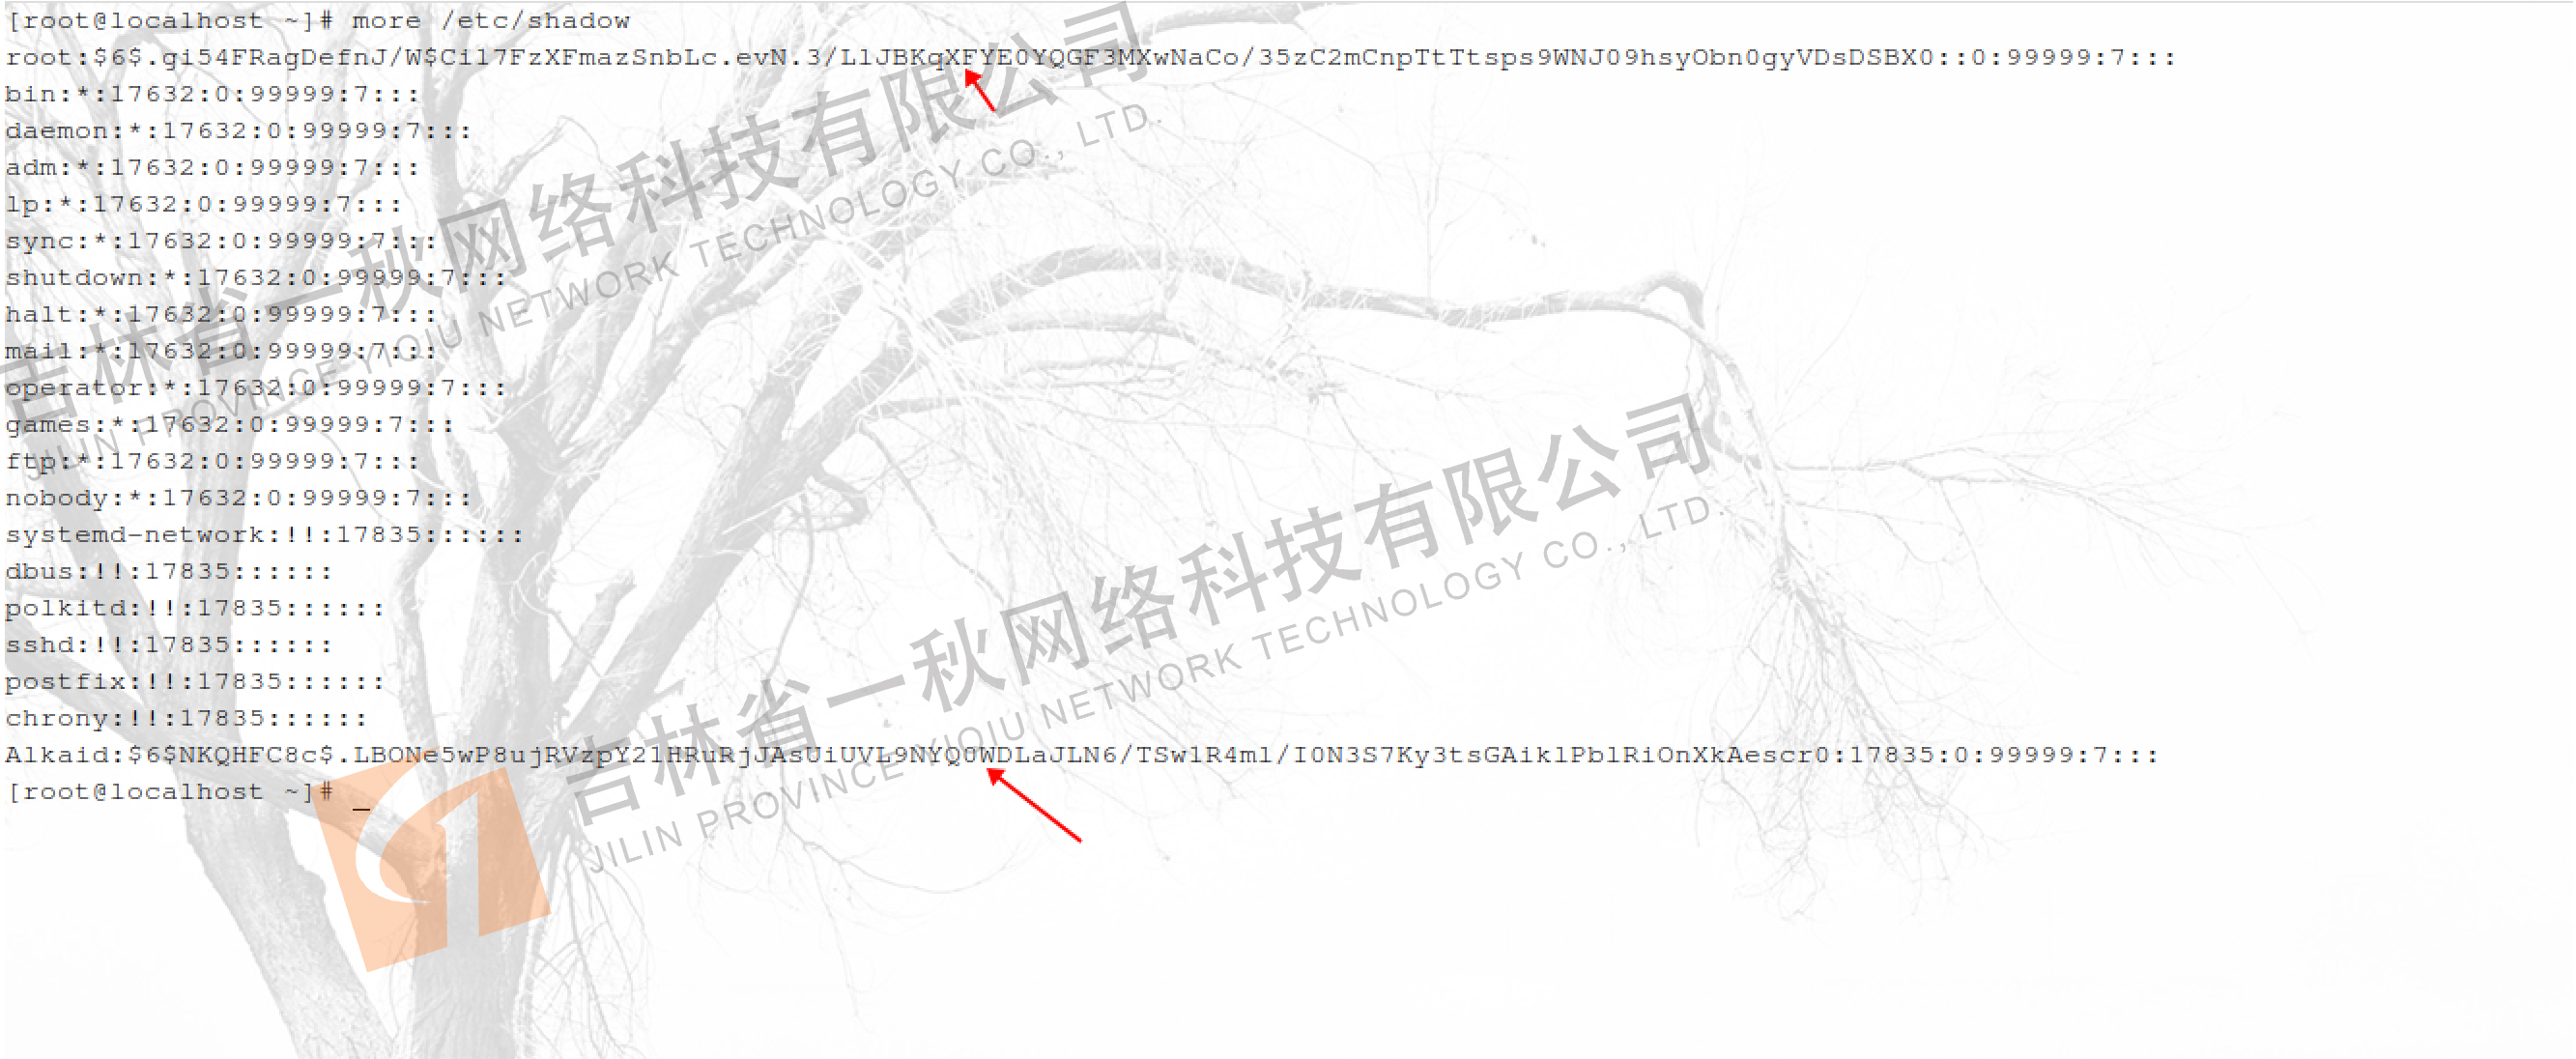 [root@localhost ~]# more /etc/shadow
root:$6$.gi54FRagDefnJ/W$Cil7FzXFmazSnbLc.evN.3/LlJBKqXFYE0YQGF3MXwNaCo/35zC2mCnpTtTtsps9WNJ09hsyObn0gyVDsDSBX0::0:99999:7:::
bin:*:17632:0:99999:7:::
daemon:*:17632:0:99999:7:::
adm:*:17632:0:99999:7:::
lp:*:17632:0:99999:7:::
sync:*:17632:0:99999:7:::
shutdown:*:17632:0:99999:7:::
halt:*:17632:0:99999:7:::
mail:*:17632:0:99999:7:::
operator:*:17632:0:99999:7:::
games:*:17632:0:99999:7:::
ftp:*:17632:0:99999:7:::
nobody:*:17632:0:99999:7:::
systemd-network:!!:17835::::::
dbus:!!:17835::::::
polkitd:!!:17835::::::
sshd:!!:17835::::::
postfix:!!:17835::::::
chrony:!!:17835::::::
Alkaid:$6$NKQHFC8c$.LBONe5wP8ujRVzpY21HRuRjJAsUiUVL9NYQ0WDLaJLN6/TSw1R4ml/I0N3S7Ky3tsGAiklPblRiOnXkAescr0:17835:0:99999:7:::
[root@localhost ~]# _
吉林省一秋网络科技有限公司
JILIN PROVINCE YIQIU NETWORK TECHNOLOGY CO., LTD.
吉林省一秋网络科技有限公司
JILIN PROVINCE YIQIU NETWORK TECHNOLOGY CO., LTD.